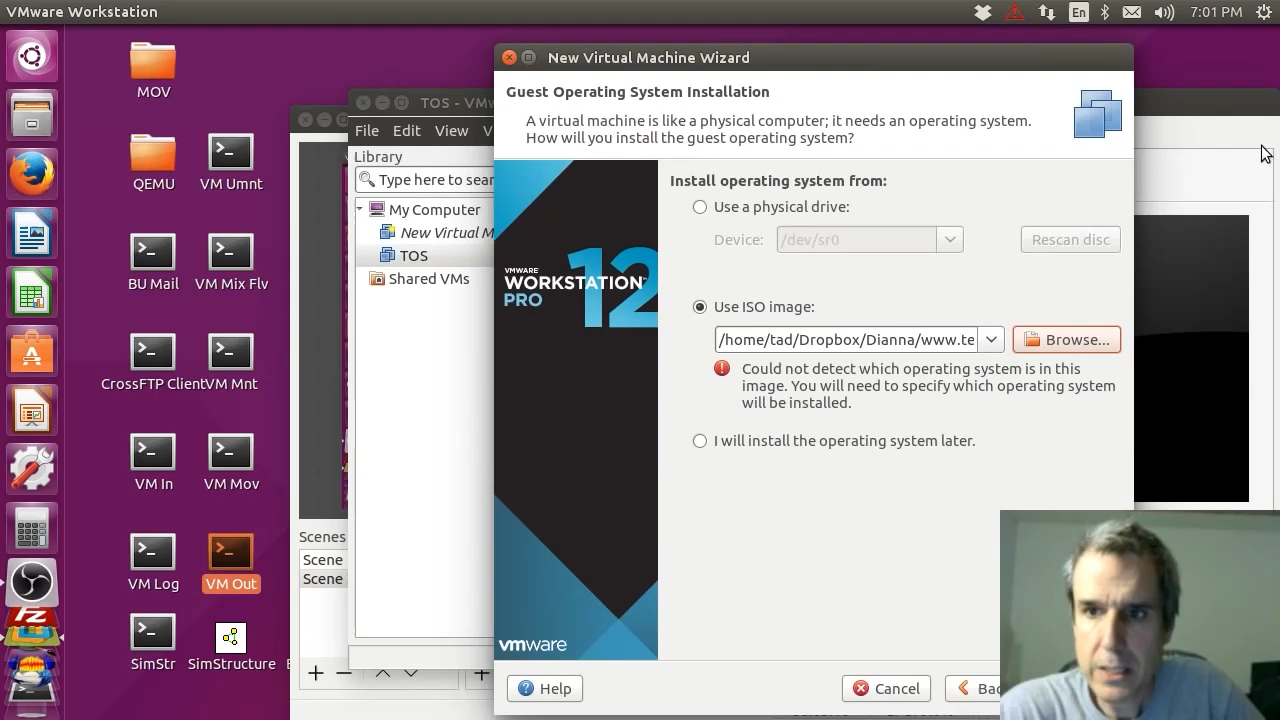 VMware Workstation
En
7:01 PM
MOV
QEMU
VM Umnt
BU Mail
VM Mix Flv
CrossFTP Client
VM Mnt
VM In
VM Mov
VM Log
VM Out
SimStr
SimStructure
TOS - VMw
File Edit View V
Library
Type here to sear
My Computer
New Virtual M
TOS
Shared VMs
Scenes
Scene
Scene
New Virtual Machine Wizard
Guest Operating System Installation
A virtual machine is like a physical computer; it needs an operating system.
How will you install the guest operating system?
VMWARE
WORKSTATION
PRO
12
vmware
Install operating system from:
Use a physical drive:
Device: /dev/sr0
Rescan disc
Use ISO image:
/home/tad/Dropbox/Dianna/www.te
Browse...
Could not detect which operating system is in this
image. You will need to specify which operating system
will be installed.
I will install the operating system later.
Help
Cancel
Bac